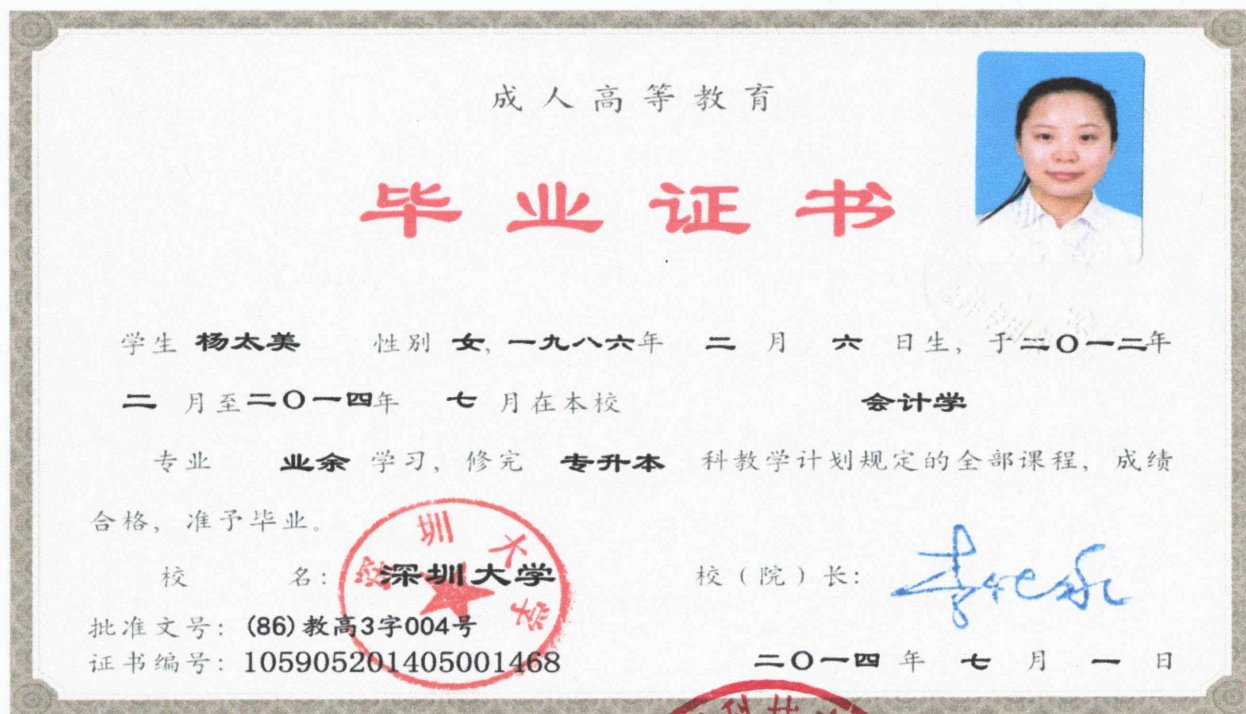 成人高等教育
毕业证书
学生 杨太美 性别 女, 一九八六年 二 月 六 日生, 于二〇一二年
二 月至二〇一四年 七 月在本校 会计学
专业 业余 学习, 修完 专升本 科教学计划规定的全部课程, 成绩
合格, 准予毕业。
校 名: 深圳大学
深圳大学
校(院)长:
批准文号: (86)教高3字004号
证书编号: 105905201405001468
二〇一四 年 七 月 一 日